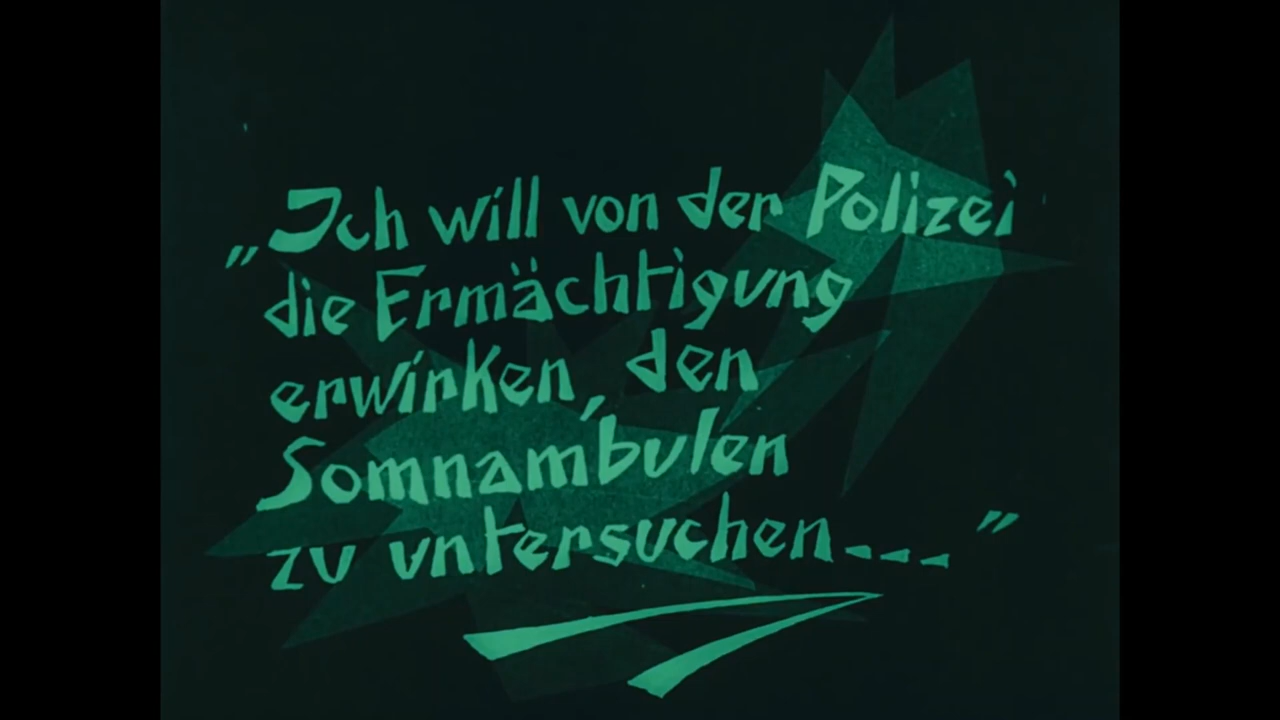 „Ich will von der Polizei
die Ermächtigung
erwirken, den
Somnambulen
zu untersuchen---"